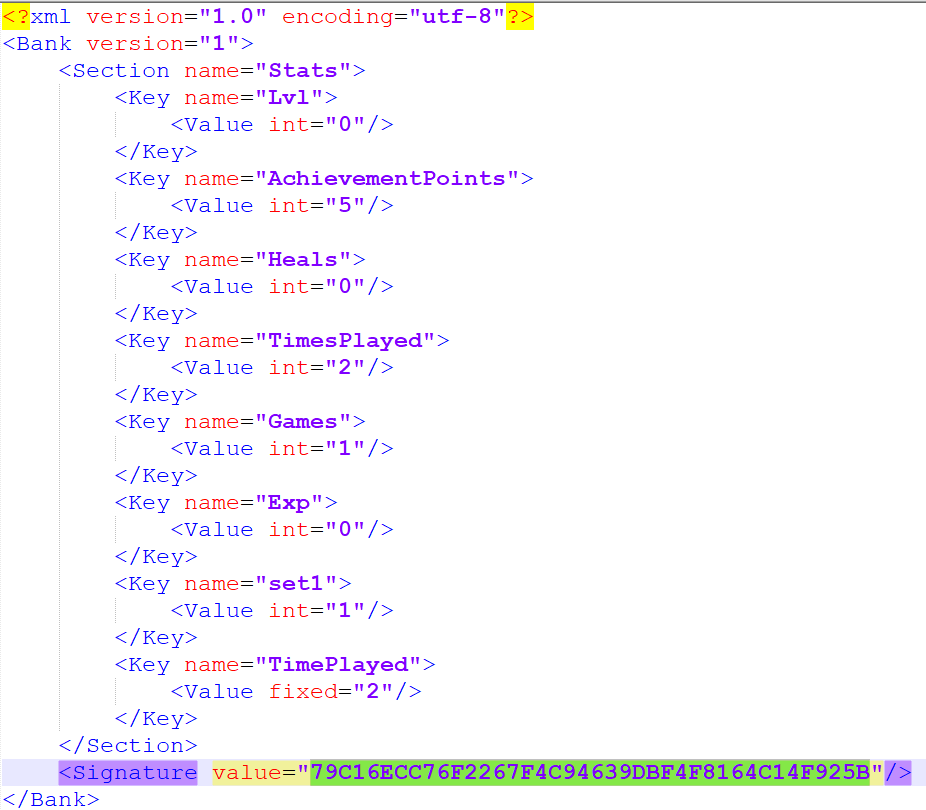 <?xml version="1.0" encoding="utf-8"?>
<Bank version="1">
    <Section name="Stats">
        <Key name="Lvl">
            <Value int="0"/>
        </Key>
        <Key name="AchievementPoints">
            <Value int="5"/>
        </Key>
        <Key name="Heals">
            <Value int="0"/>
        </Key>
        <Key name="TimesPlayed">
            <Value int="2"/>
        </Key>
        <Key name="Games">
            <Value int="1"/>
        </Key>
        <Key name="Exp">
            <Value int="0"/>
        </Key>
        <Key name="set1">
            <Value int="1"/>
        </Key>
        <Key name="TimePlayed">
            <Value fixed="2"/>
        </Key>
    </Section>
    <Signature value="79C16ECC76F2267F4C94639DBF4F8164C14F925B"/>
</Bank>